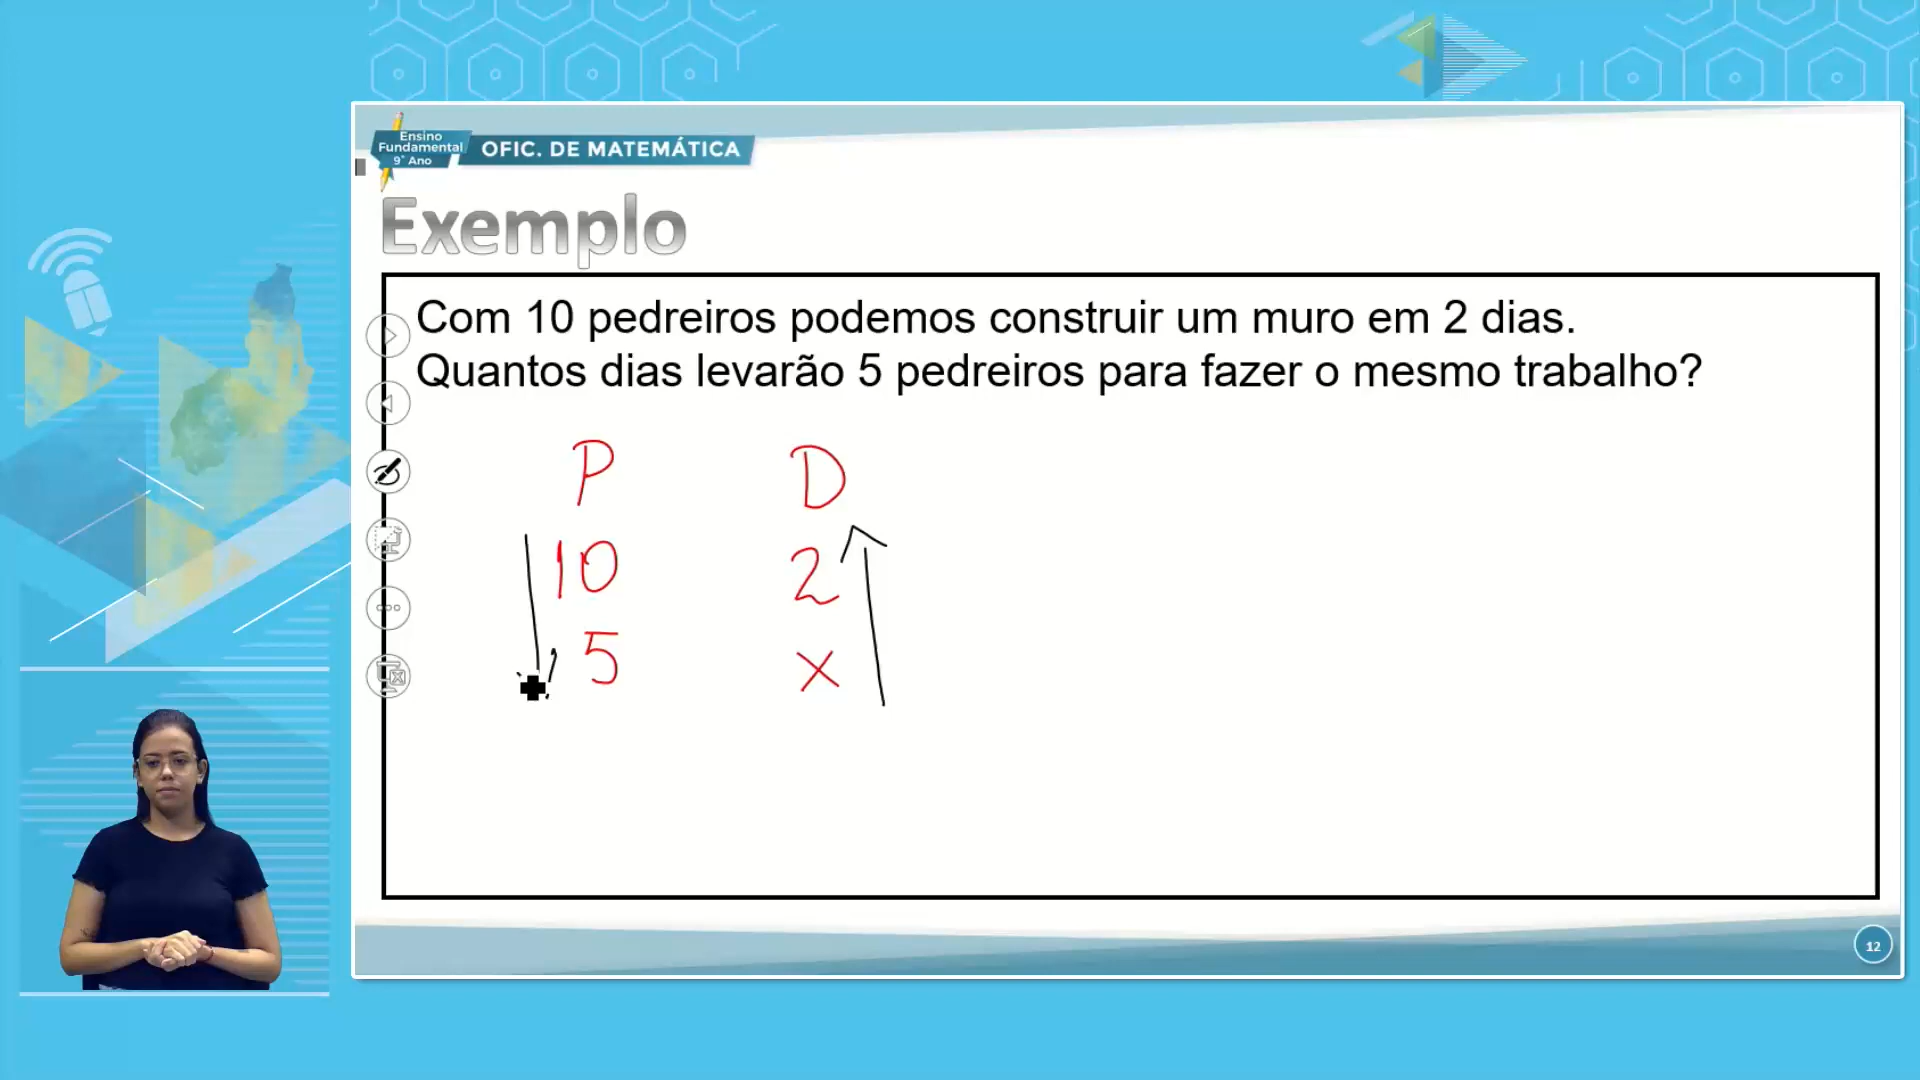 Ensino
Fundamental
9° Ano
OFIC. DE MATEMÁTICA
Exemplo
Com 10 pedreiros podemos construir um muro em 2 dias.
Quantos dias levarão 5 pedreiros para fazer o mesmo trabalho?
P D
10 2
5 x
12